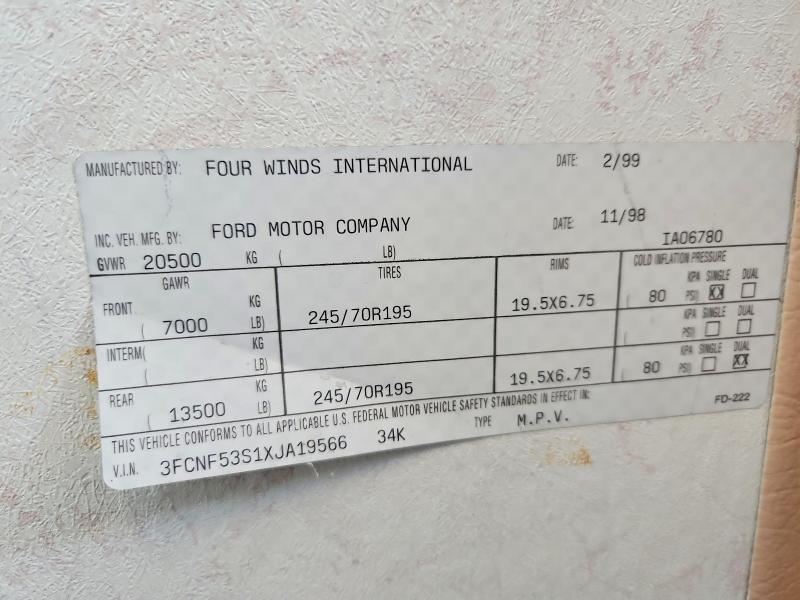 MANUFACTURED BY: FOUR WINDS INTERNATIONAL DATE: 2/99
INC. VEH. MFG. BY: FORD MOTOR COMPANY DATE: 11/98
IA06780
GVWR 20500 KG ( LB)
GAWR TIRES RIMS COLD INFLATION PRESSURE
FRONT KG KPA SINGLE DUAL
( 7000 LB) 245/70R195 19.5X6.75 ( 80 PSI) XX
INTERM( KG KPA SINGLE DUAL
( LB) PSI)
REAR KG KPA SINGLE DUAL
( 13500 LB) 245/70R195 19.5X6.75 ( 80 PSI) XX
THIS VEHICLE CONFORMS TO ALL APPLICABLE U.S. FEDERAL MOTOR VEHICLE SAFETY STANDARDS IN EFFECT IN: FD-222
V.I.N. 3FCNF53S1XJA19566 34K TYPE M.P.V.